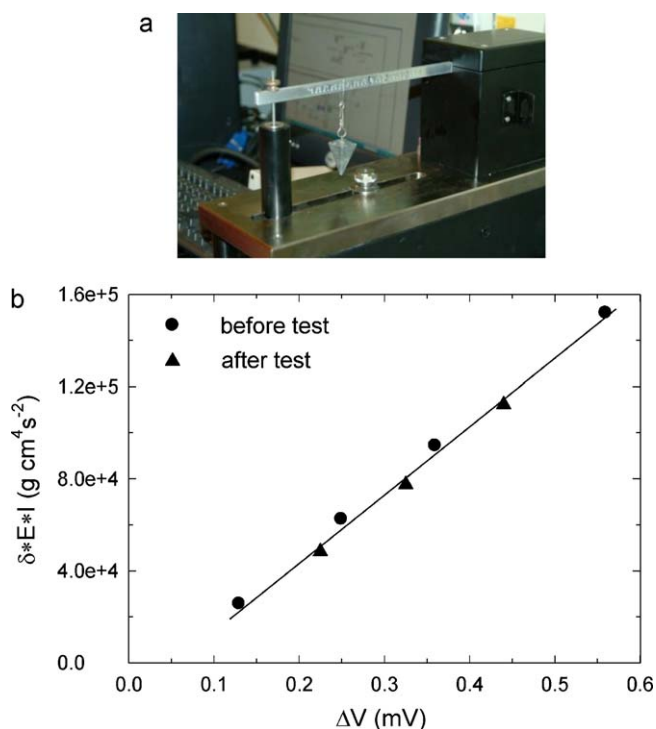 a
b
1.6e+5
● before test
▲ after test
1.2e+5
8.0e+4
4.0e+4
0.0
δ*E*I (g cm⁴s⁻²)
0.0 0.1 0.2 0.3 0.4 0.5 0.6
ΔV (mV)